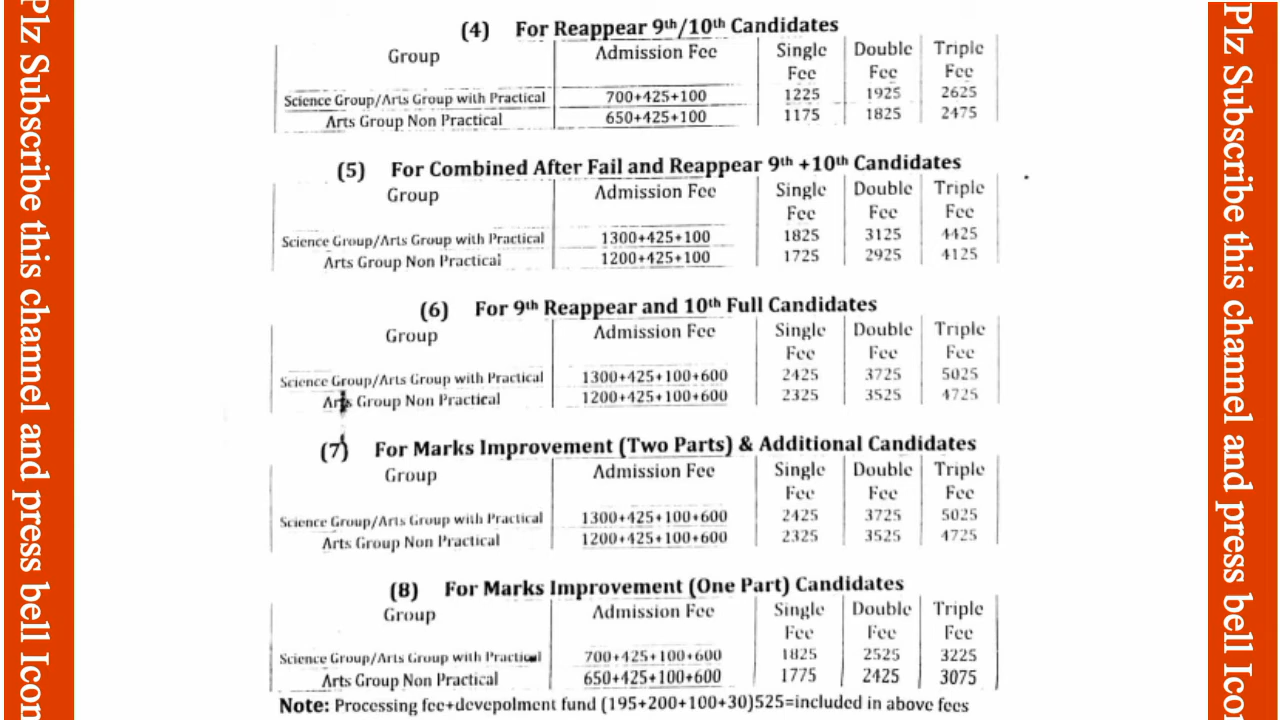 Plz Subscribe this channel and press bell Icon
(4) For Reappear 9th/10th Candidates
Group Admission Fee Single Fee Double Fee Triple Fee
Science Group/Arts Group with Practical 700+425+100 1225 1925 2625
Arts Group Non Practical 650+425+100 1175 1825 2475
(5) For Combined After Fail and Reappear 9th +10th Candidates
Group Admission Fee Single Fee Double Fee Triple Fee
Science Group/Arts Group with Practical 1300+425+100 1825 3125 4425
Arts Group Non Practical 1200+425+100 1725 2925 4125
(6) For 9th Reappear and 10th Full Candidates
Group Admission Fee Single Fee Double Fee Triple Fee
Science Group/Arts Group with Practical 1300+425+100+600 2425 3725 5025
Arts Group Non Practical 1200+425+100+600 2325 3525 4725
(7) For Marks Improvement (Two Parts) & Additional Candidates
Group Admission Fee Single Fee Double Fee Triple Fee
Science Group/Arts Group with Practical 1300+425+100+600 2425 3725 5025
Arts Group Non Practical 1200+425+100+600 2325 3525 4725
(8) For Marks Improvement (One Part) Candidates
Group Admission Fee Single Fee Double Fee Triple Fee
Science Group/Arts Group with Practical 700+425+100+600 1825 2525 3225
Arts Group Non Practical 650+425+100+600 1775 2425 3075
Note: Processing fee+devepolment fund (195+200+100+30)525=included in above fees
Plz Subscribe this channel and press bell Icon